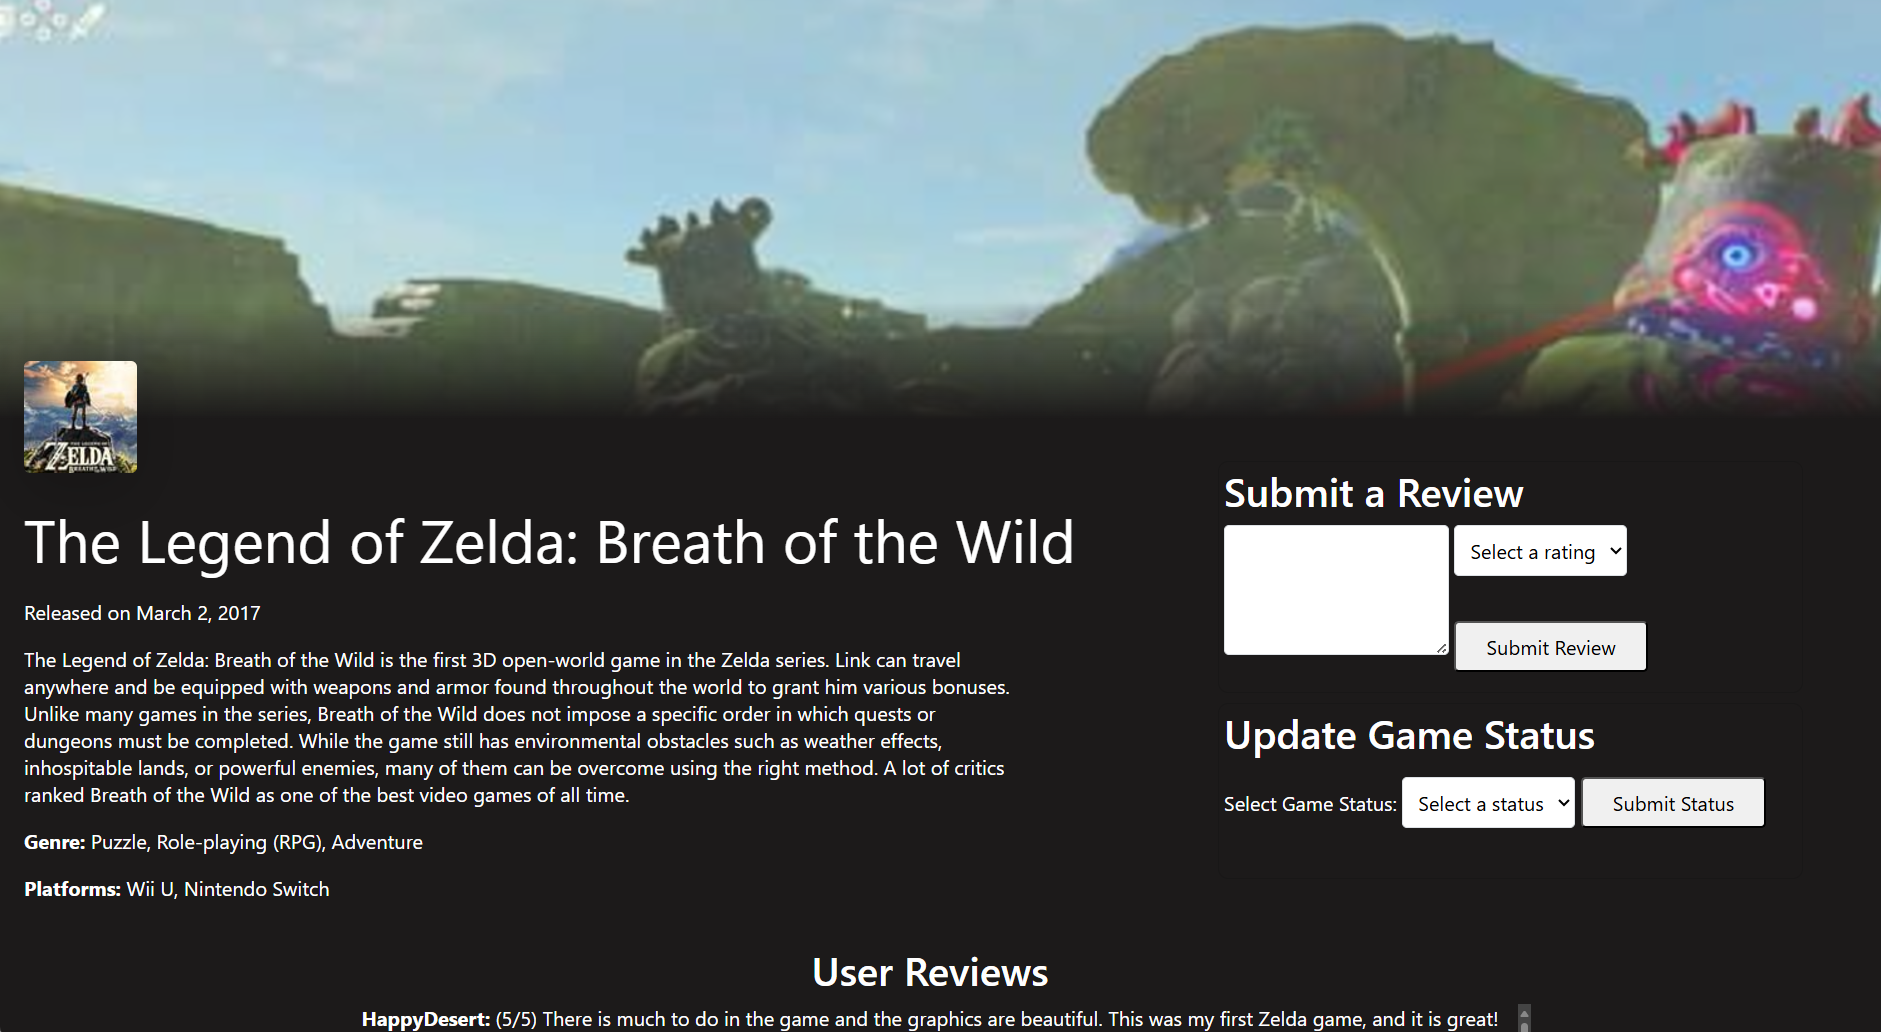 THE LEGEND OF
ZELDA
BREATH OF THE WILD
The Legend of Zelda: Breath of the Wild
Released on March 2, 2017
The Legend of Zelda: Breath of the Wild is the first 3D open-world game in the Zelda series. Link can travel
anywhere and be equipped with weapons and armor found throughout the world to grant him various bonuses.
Unlike many games in the series, Breath of the Wild does not impose a specific order in which quests or
dungeons must be completed. While the game still has environmental obstacles such as weather effects,
inhospitable lands, or powerful enemies, many of them can be overcome using the right method. A lot of critics
ranked Breath of the Wild as one of the best video games of all time.
Genre: Puzzle, Role-playing (RPG), Adventure
Platforms: Wii U, Nintendo Switch
Submit a Review
Select a rating
Submit Review
Update Game Status
Select Game Status: Select a status Submit Status
User Reviews
HappyDesert: (5/5) There is much to do in the game and the graphics are beautiful. This was my first Zelda game, and it is great!